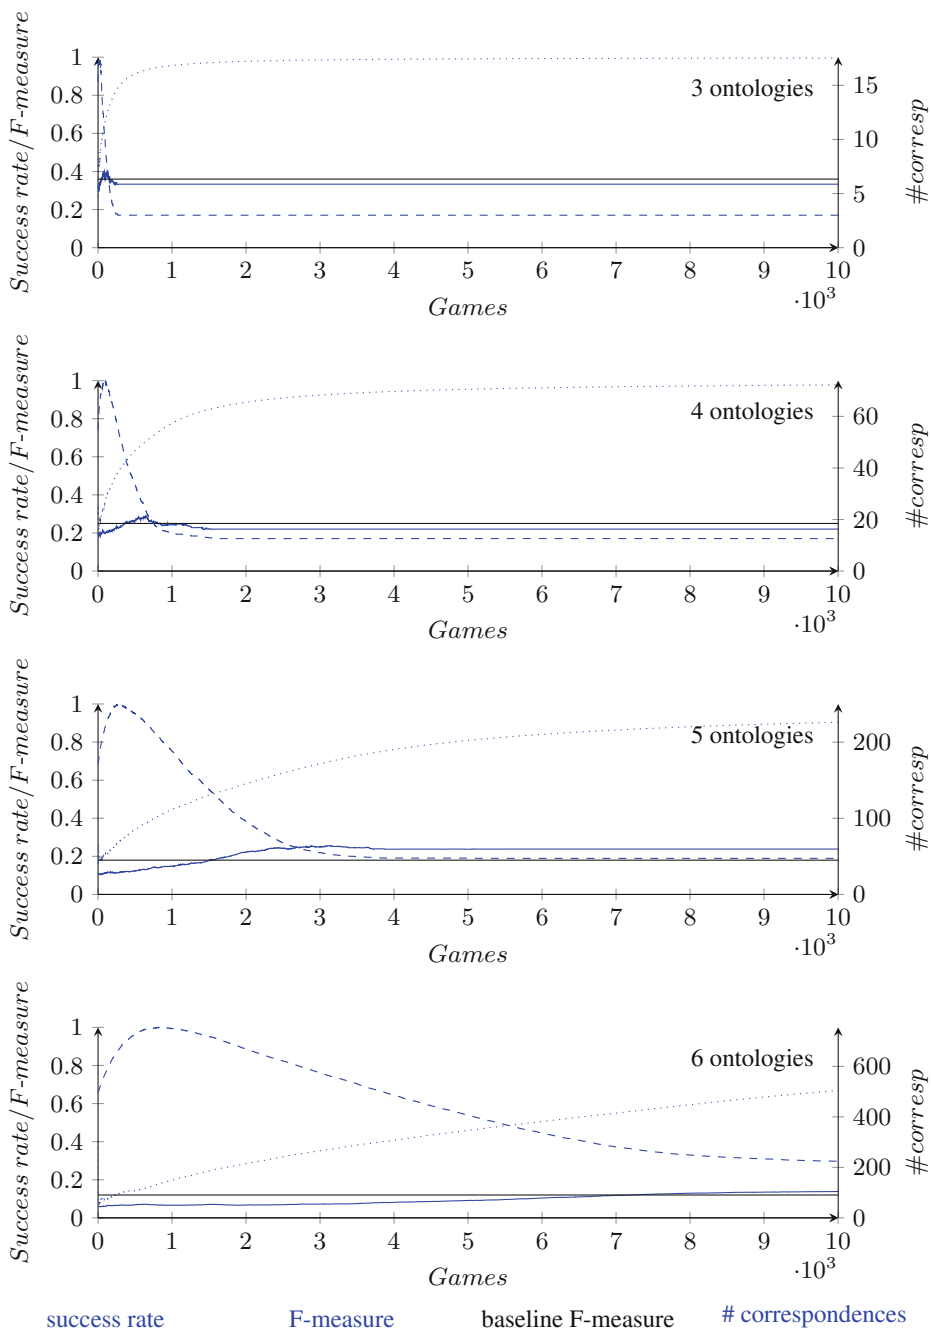 Success rate/F-measure
1
0.8
0.6
0.4
0.2
0
3 ontologies
15
10
5
0
#corresp
0 1 2 3 4 5 6 7 8 9 10
·10³
Games
Success rate/F-measure
1
0.8
0.6
0.4
0.2
0
4 ontologies
60
40
20
0
#corresp
0 1 2 3 4 5 6 7 8 9 10
·10³
Games
Success rate/F-measure
1
0.8
0.6
0.4
0.2
0
5 ontologies
200
100
0
#corresp
0 1 2 3 4 5 6 7 8 9 10
·10³
Games
Success rate/F-measure
1
0.8
0.6
0.4
0.2
0
6 ontologies
600
400
200
0
#corresp
0 1 2 3 4 5 6 7 8 9 10
·10³
Games
success rate F-measure baseline F-measure # correspondences